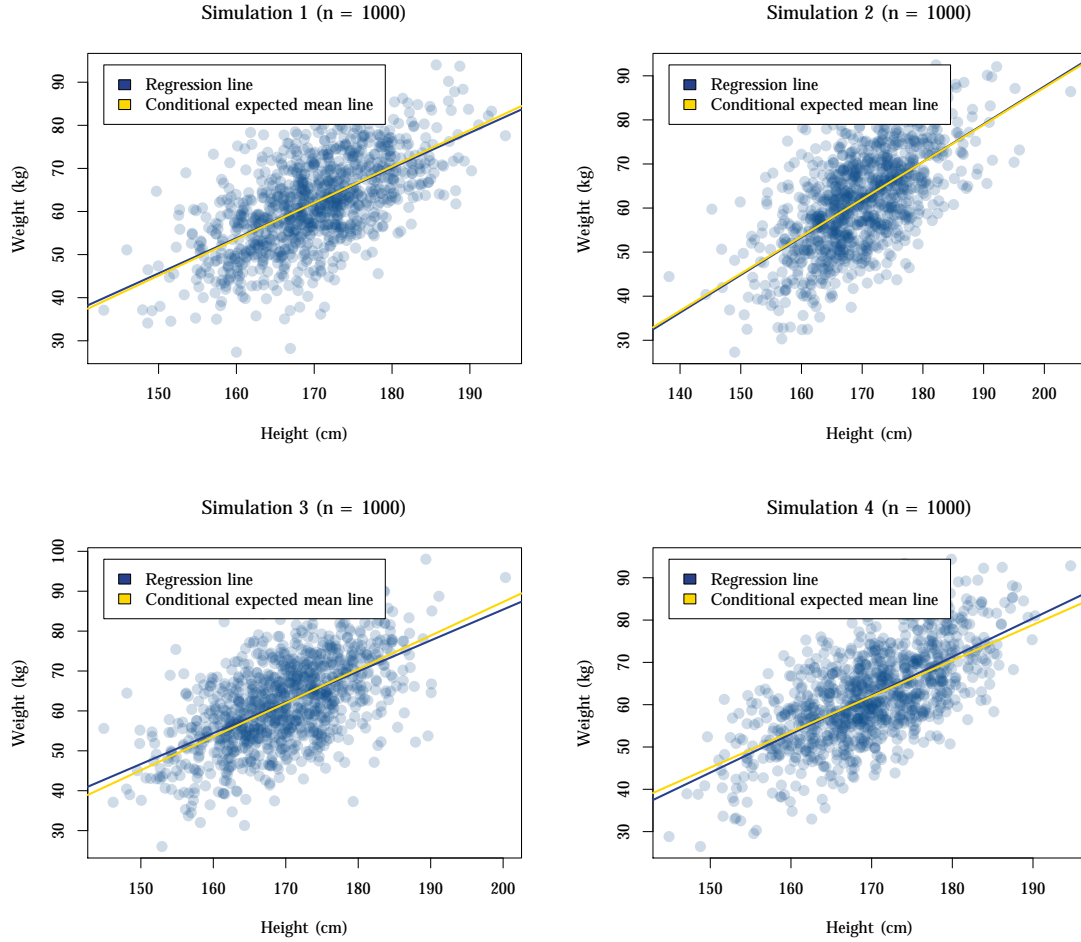 Simulation 1 (n = 1000)
Regression line
Conditional expected mean line
Weight (kg)
90
80
70
60
50
40
30
150 160 170 180 190
Height (cm)
Simulation 2 (n = 1000)
Regression line
Conditional expected mean line
Weight (kg)
90
80
70
60
50
40
30
140 150 160 170 180 190 200
Height (cm)
Simulation 3 (n = 1000)
Regression line
Conditional expected mean line
Weight (kg)
100
90
80
70
60
50
40
30
150 160 170 180 190 200
Height (cm)
Simulation 4 (n = 1000)
Regression line
Conditional expected mean line
Weight (kg)
90
80
70
60
50
40
30
150 160 170 180 190
Height (cm)